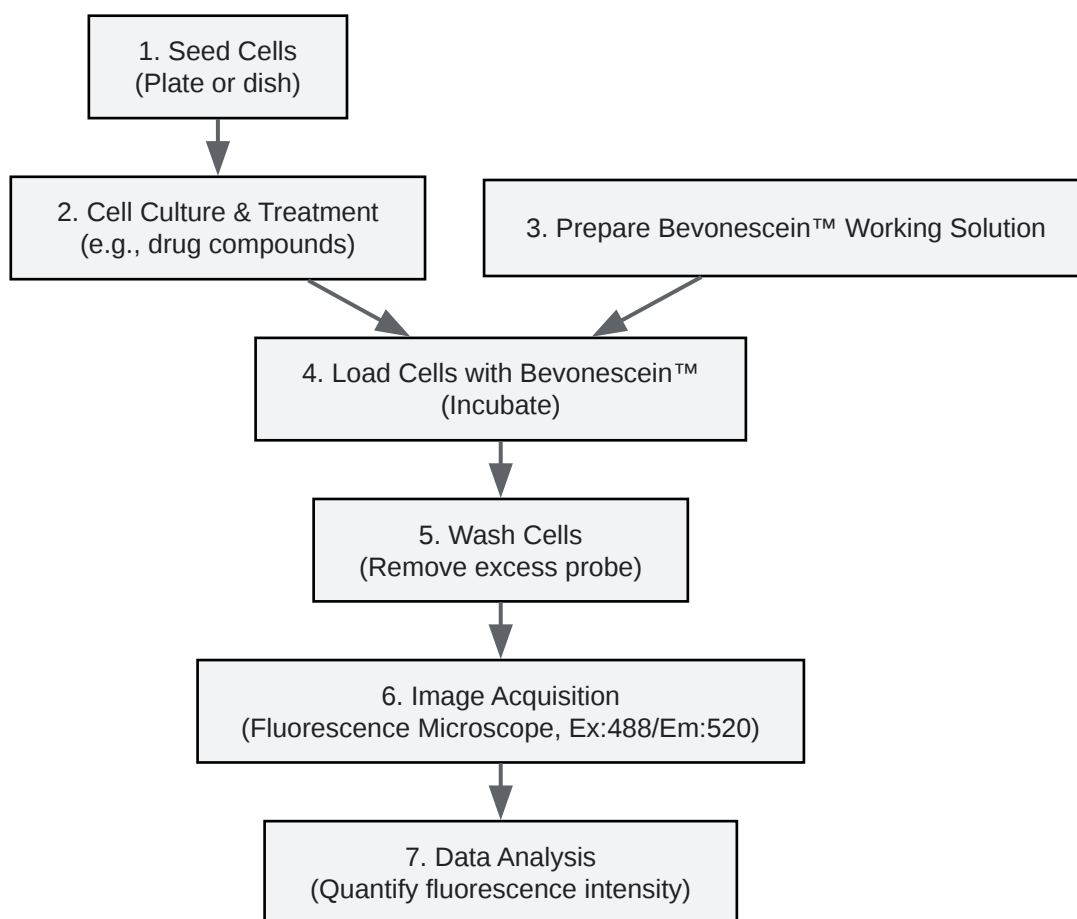 1. Seed Cells
(Plate or dish)
2. Cell Culture & Treatment
(e.g., drug compounds)
3. Prepare Bevonescein™ Working Solution
4. Load Cells with Bevonescein™
(Incubate)
5. Wash Cells
(Remove excess probe)
6. Image Acquisition
(Fluorescence Microscope, Ex:488/Em:520)
7. Data Analysis
(Quantify fluorescence intensity)